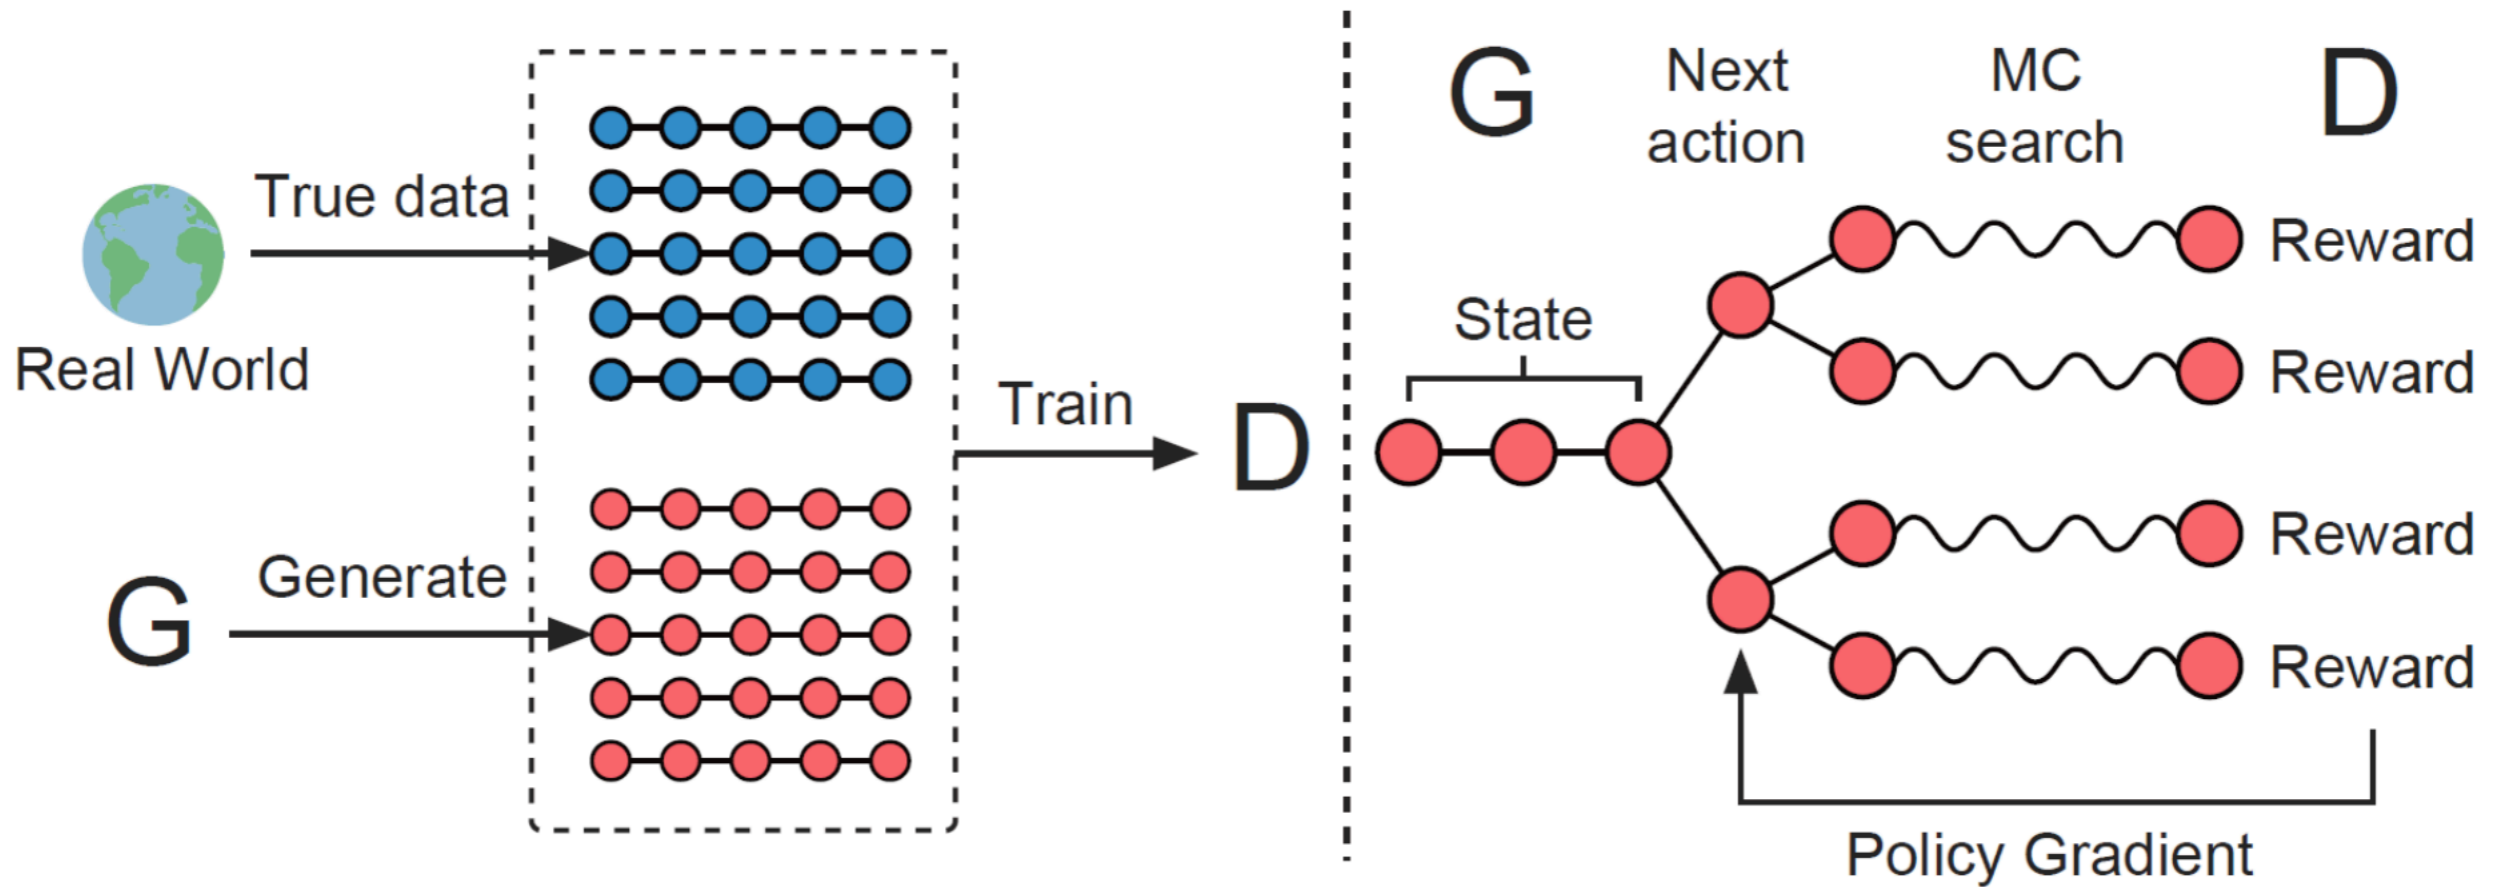 True data
Real World
G
Generate
Train
D
G
Next
action
MC
search
D
State
Reward
Reward
Reward
Reward
Policy Gradient